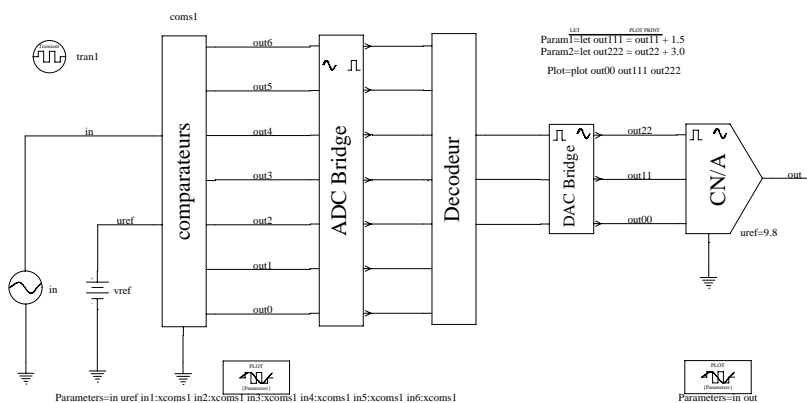 coms1
LET PLOT PRINT
Param1=let out111 = out11 + 1.5
Param2=let out222 = out22 + 3.0
Plot=plot out00 out111 out222
Transient
tran1
out6
out5
out4
out3
out2
out1
out0
in
uref
in
vref
comparateurs
ADC Bridge
Decodeur
DAC Bridge
out22
out11
out00
CN/A
out
uref=9.8
PLOT
{Parameters}
Parameters=in uref in1:xcoms1 in2:xcoms1 in3:xcoms1 in4:xcoms1 in5:xcoms1 in6:xcoms1
PLOT
{Parameters}
Parameters=in out